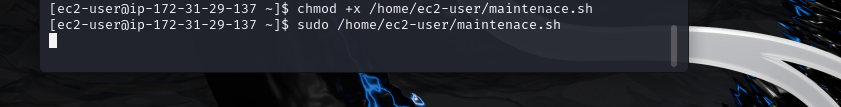 [ec2-user@ip-172-31-29-137 ~]$ chmod +x /home/ec2-user/maintenace.sh
[ec2-user@ip-172-31-29-137 ~]$ sudo /home/ec2-user/maintenace.sh